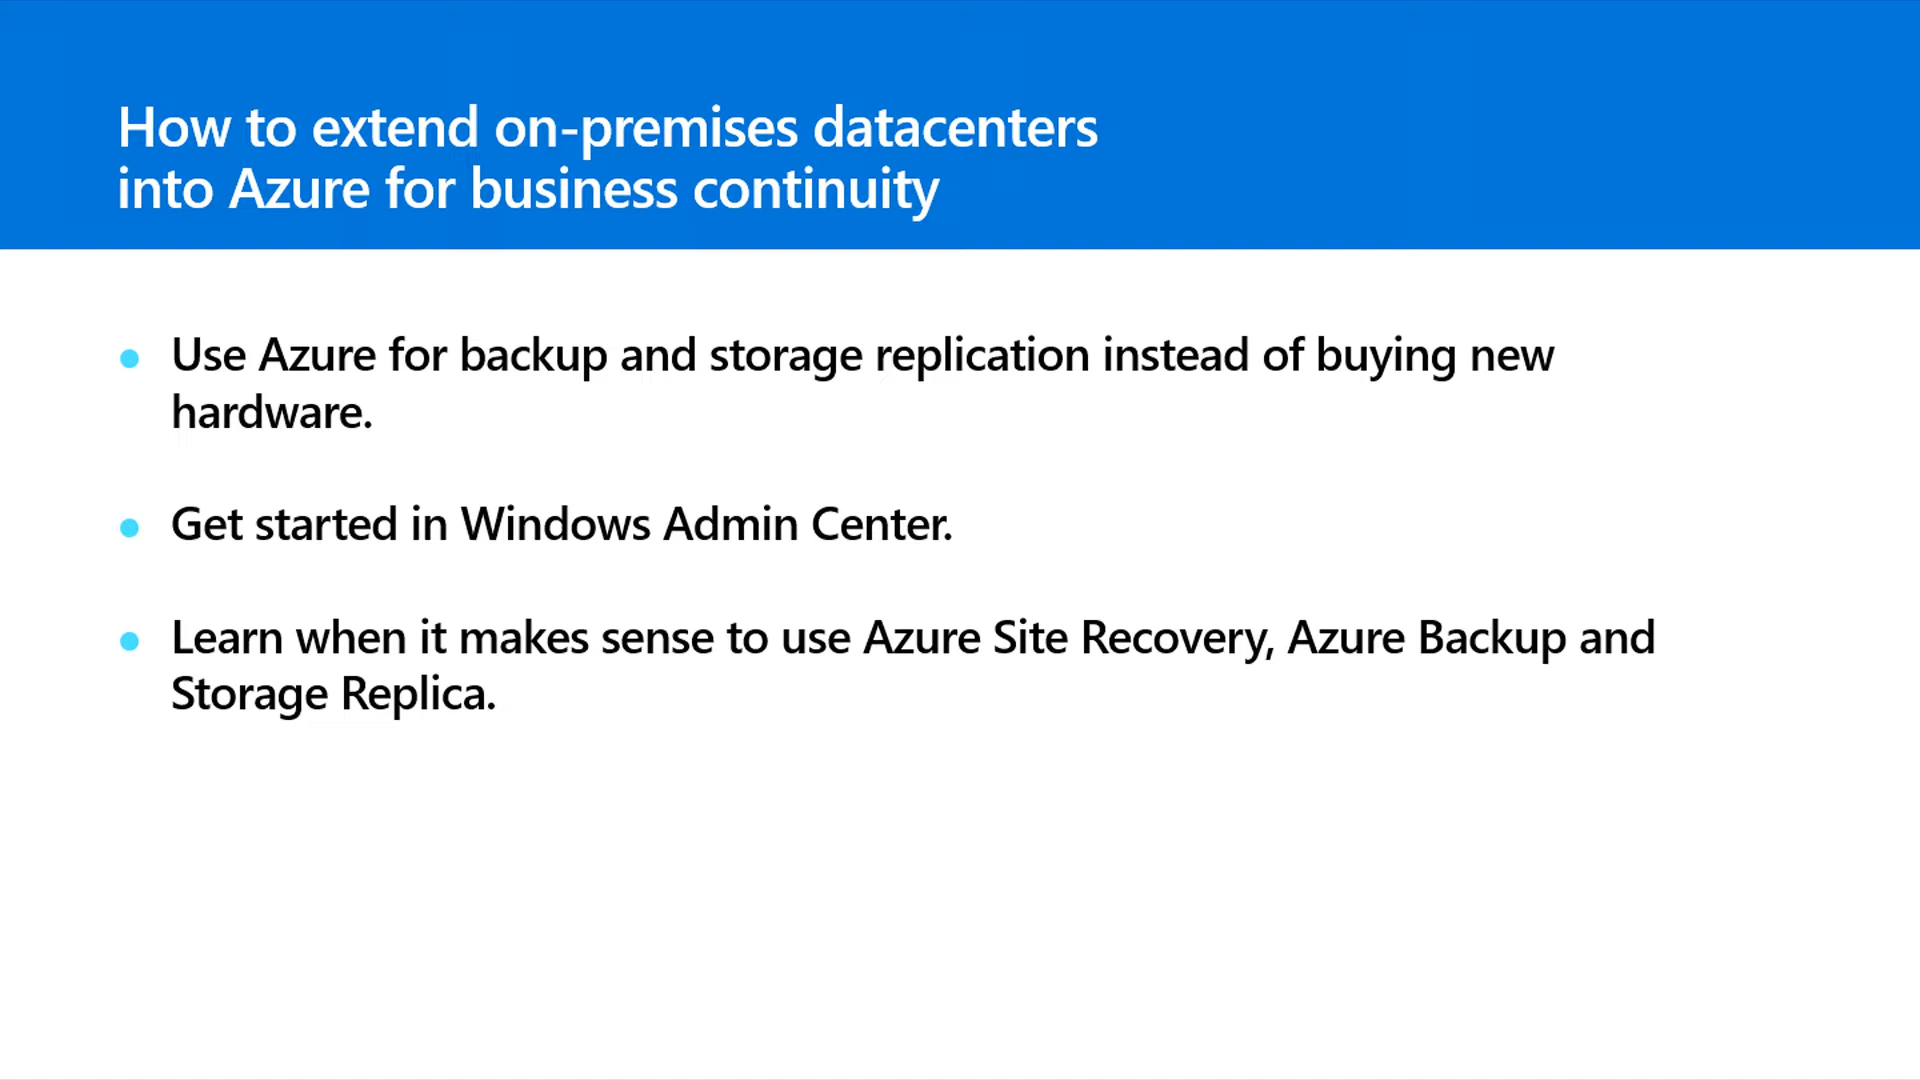 How to extend on-premises datacenters
into Azure for business continuity
Use Azure for backup and storage replication instead of buying new
hardware.
Get started in Windows Admin Center.
Learn when it makes sense to use Azure Site Recovery, Azure Backup and
Storage Replica.